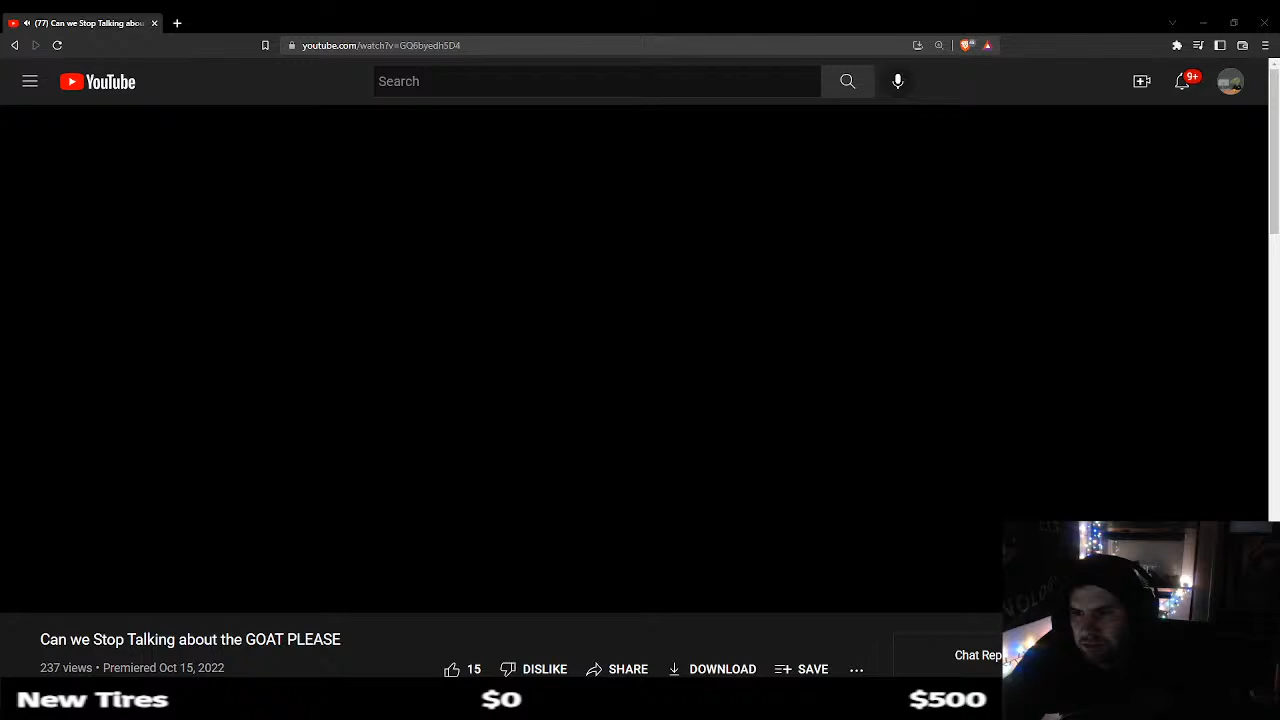 (77) Can we Stop Talking abou
youtube.com/watch?v=GQ6byedh5D4
YouTube
Search
9+
Can we Stop Talking about the GOAT PLEASE
237 views • Premiered Oct 15, 2022
15
DISLIKE
SHARE
DOWNLOAD
SAVE
Chat Rep
New Tires
$0
$500